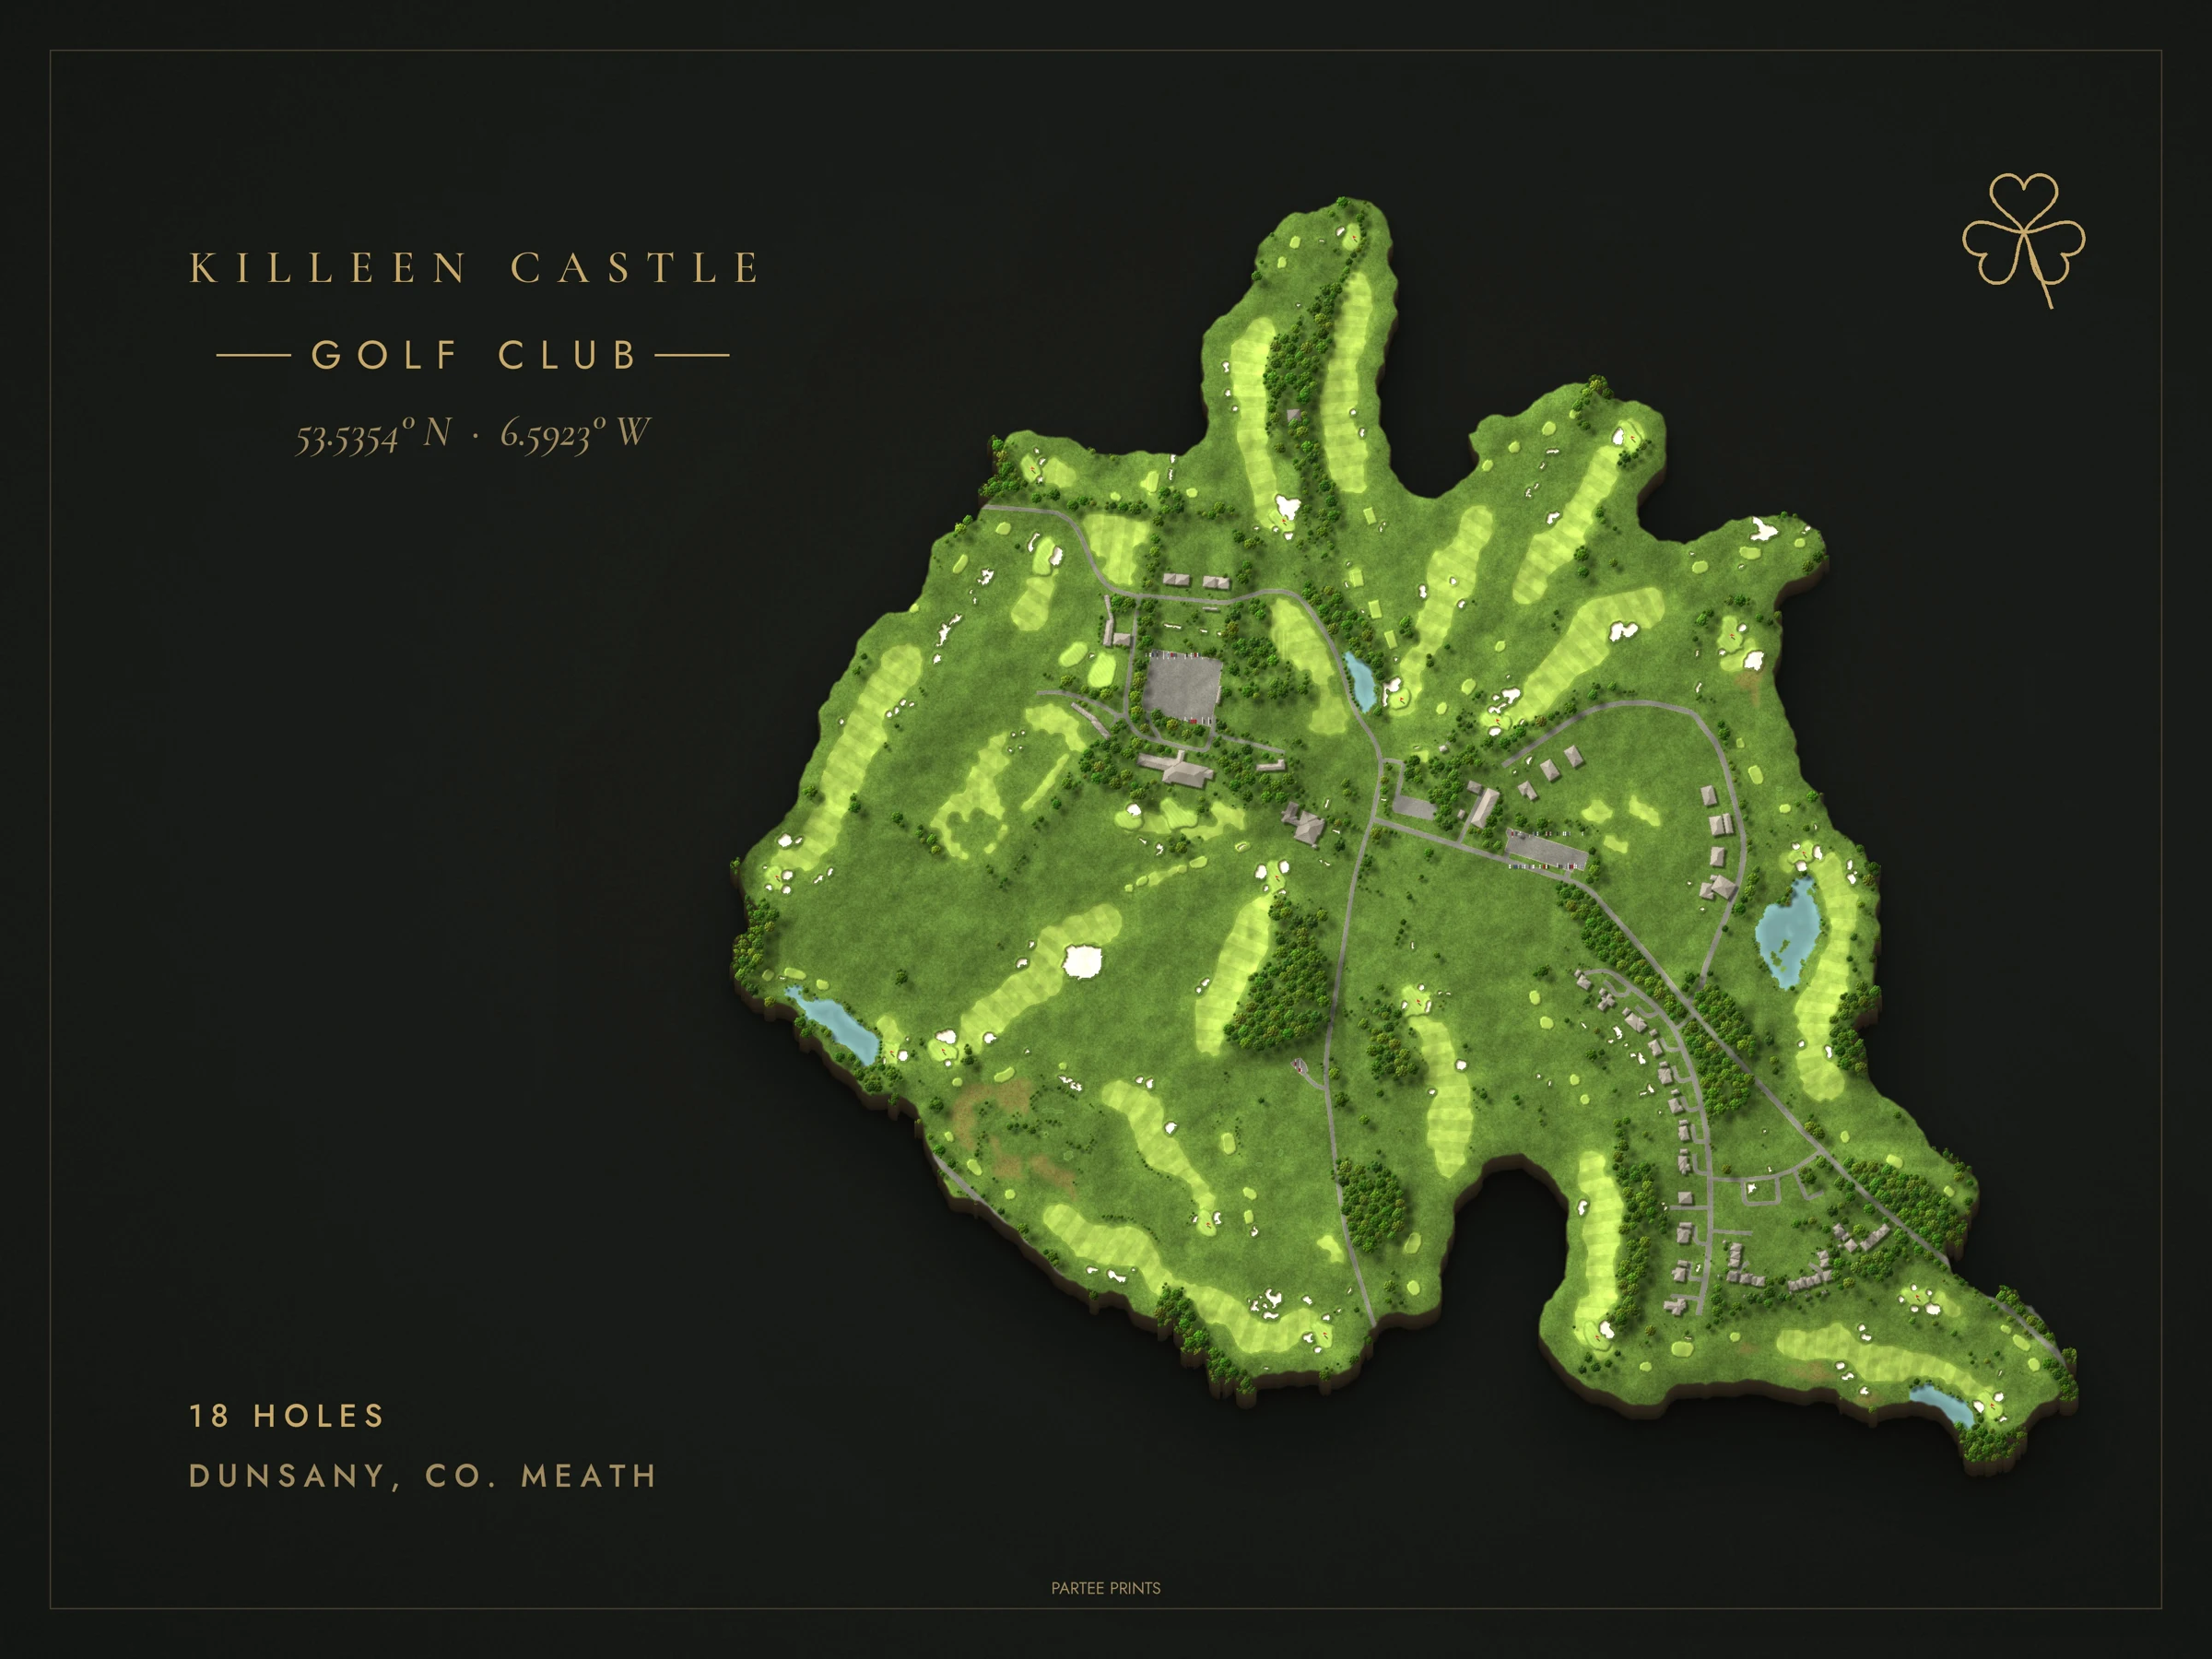 KILLEEN CASTLE
GOLF CLUB
53.5354° N · 6.5923° W
18 HOLES
DUNSANY, CO. MEATH
PARTEE PRINTS